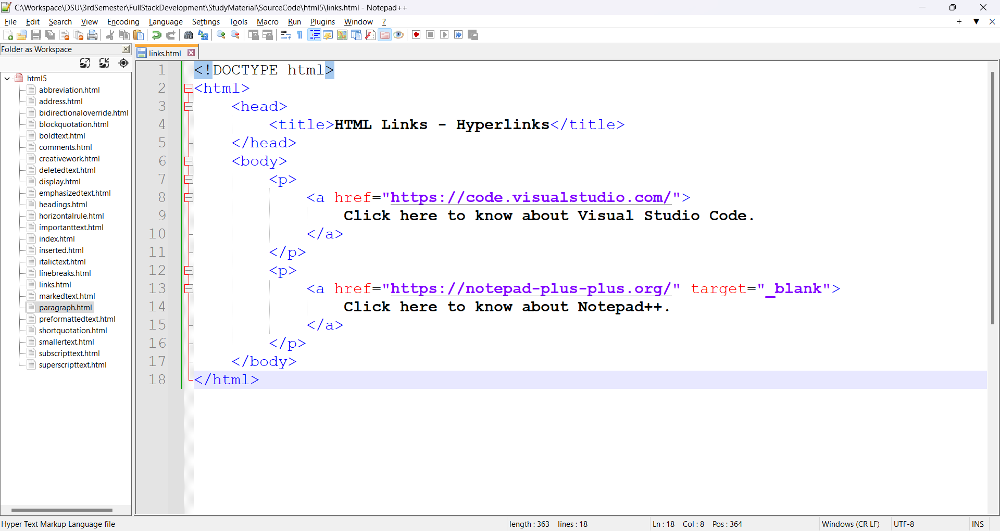 C:\Workspace\DSU\3rdSemester\FullStackDevelopment\StudyMaterial\SourceCode\html5\links.html - Notepad++
File Edit Search View Encoding Language Settings Tools Macro Run Plugins Window ?
Folder as Workspace
html5
abbreviation.html
address.html
bidirectionaloverride.html
blockquotation.html
boldtext.html
comments.html
creativework.html
deletedtext.html
display.html
emphasizedtext.html
headings.html
horizontalrule.html
importanttext.html
index.html
inserted.html
italictext.html
linebreaks.html
links.html
markedtext.html
paragraph.html
preformattedtext.html
shortquotation.html
smallertext.html
subscripttext.html
superscripttext.html
links.html
1 <!DOCTYPE html>
2 <html>
3 <head>
4 <title>HTML Links - Hyperlinks</title>
5 </head>
6 <body>
7 <p>
8 <a href="https://code.visualstudio.com/">
9 Click here to know about Visual Studio Code.
10 </a>
11 </p>
12 <p>
13 <a href="https://notepad-plus-plus.org/" target="_blank">
14 Click here to know about Notepad++.
15 </a>
16 </p>
17 </body>
18 </html>
Hyper Text Markup Language file length : 363 lines : 18 Ln : 18 Col : 8 Pos : 364 Windows (CR LF) UTF-8 INS